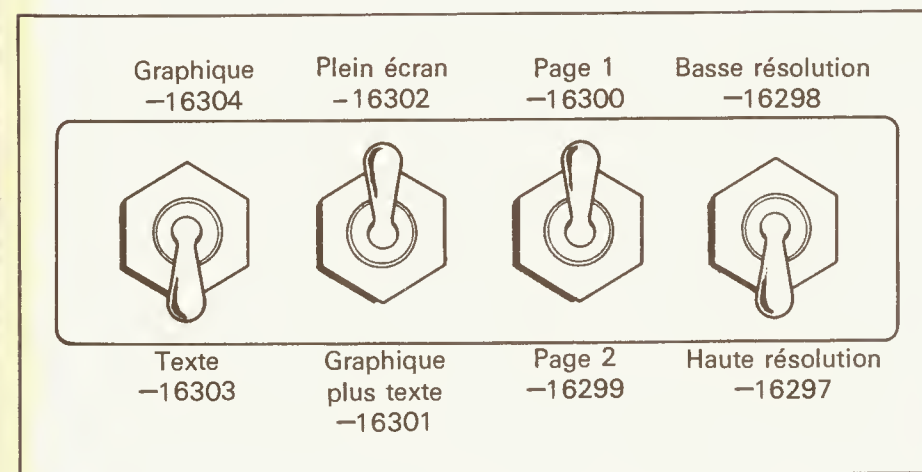 Graphique
—16304
Plein écran
–16302
Page 1
—16300
Basse résolution
—16298
Texte
—16303
Graphique
plus texte
—16301
Page 2
—16299
Haute résolution
—16297